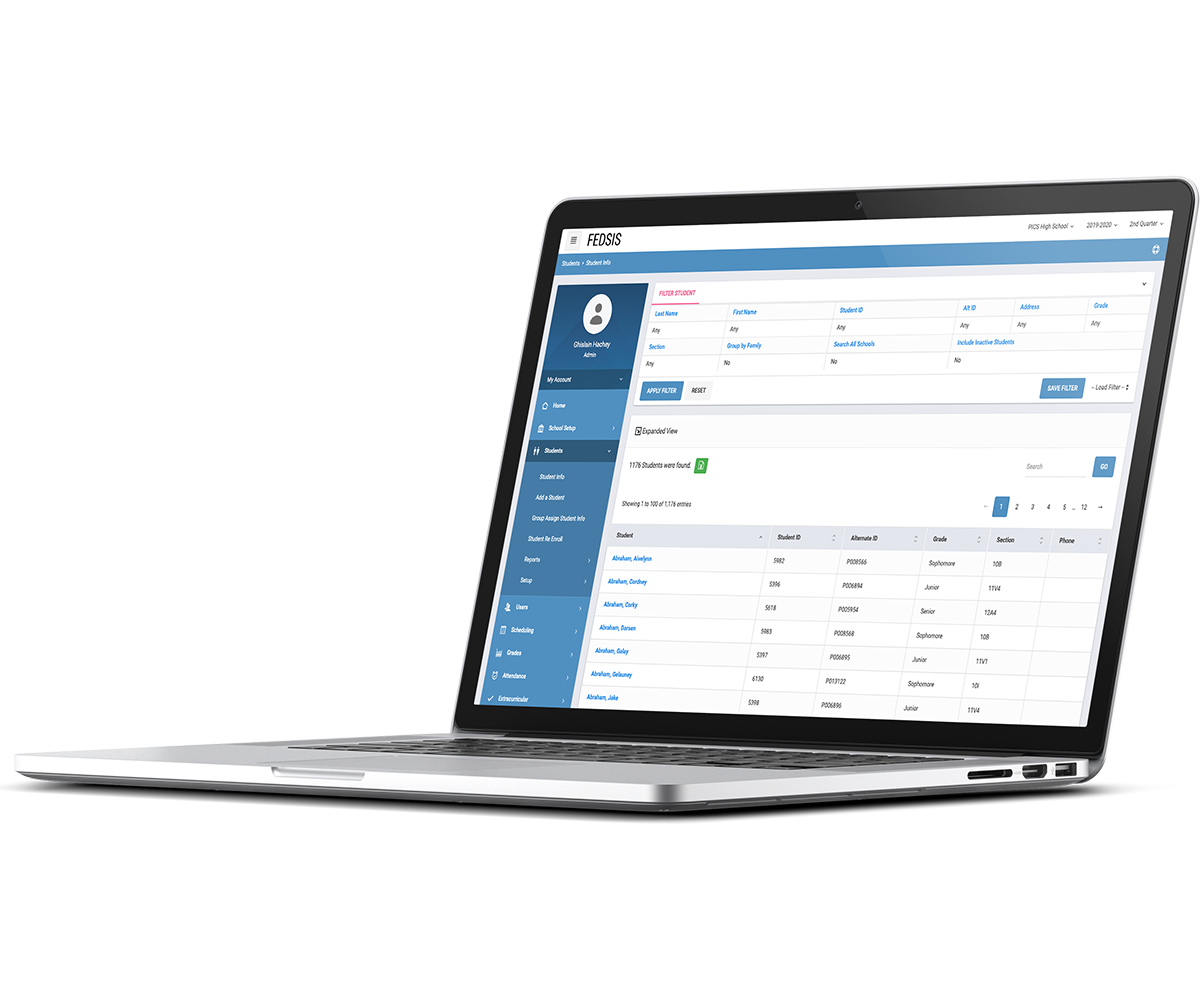 FEDSIS
PICS High School 2019-2020 2nd Quarter
Students > Student Info
Ghislain Hachey
Admin
My Account
Home
School Setup
Students
Student Info
Add a Student
Group Assign Student Info
Student Re Enroll
Reports
Setup
Users
Scheduling
Grades
Attendance
Extracurricular
FILTER STUDENT
Last Name First Name Student ID Alt ID Address Grade
Any Any Any Any Any Any
Section Group by Family Search All Schools Include Inactive Students
Any No No No
APPLY FILTER RESET SAVE FILTER -- Load Filter --
Expanded View
1176 Students were found. Search GO
Showing 1 to 100 of 1,176 entries ← 1 2 3 4 5 ... 12 →
Student Student ID Alternate ID Grade Section Phone
Abraham, Aivelynn 5982 P008566 Sophomore 10B
Abraham, Cordney 5396 P006894 Junior 11V4
Abraham, Corky 5618 P005954 Senior 12A4
Abraham, Darsen 5983 P008568 Sophomore 10B
Abraham, Galay 5397 P006895 Junior 11V1
Abraham, Gelauney 6130 P013122 Sophomore 10I
Abraham, Jake 5398 P006896 Junior 11V4